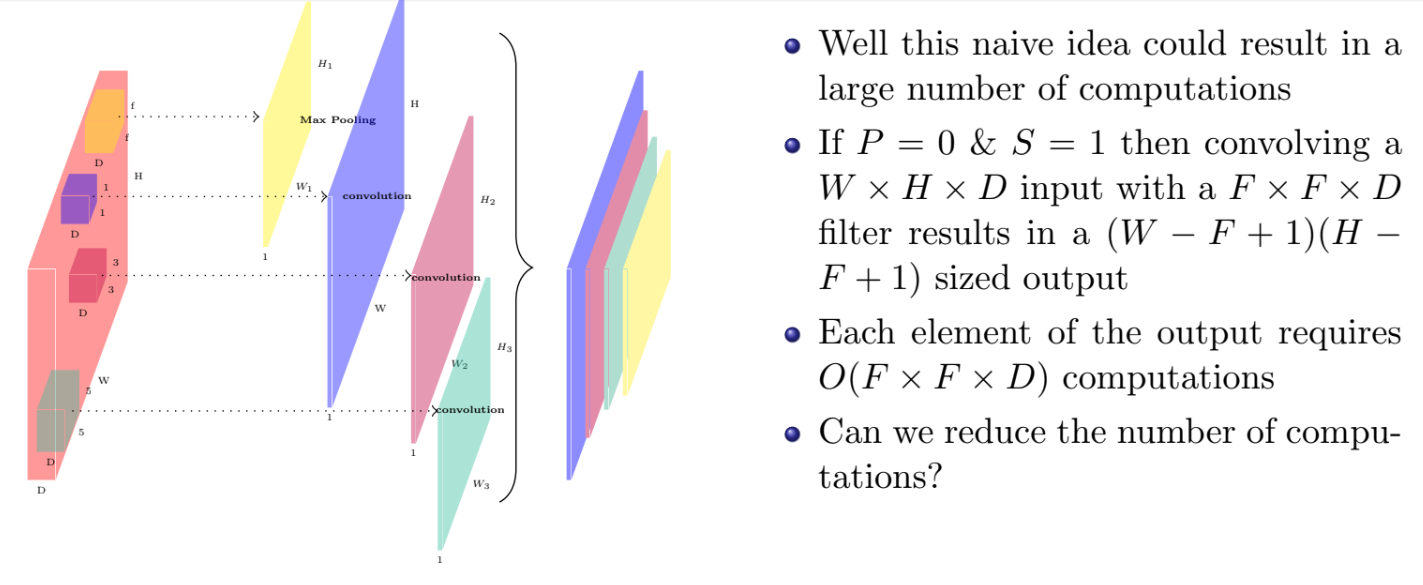 f
f
D
H
1
1
D
3
3
D
W
5
5
D
D
H₁
Max Pooling
W₁
1
H
convolution
W
1
H₂
convolution
W₂
1
H₃
convolution
W₃
1
Well this naive idea could result in a
large number of computations
If P = 0 & S = 1 then convolving a
W × H × D input with a F × F × D
filter results in a (W − F + 1)(H −
F + 1) sized output
Each element of the output requires
O(F × F × D) computations
Can we reduce the number of compu-
tations?